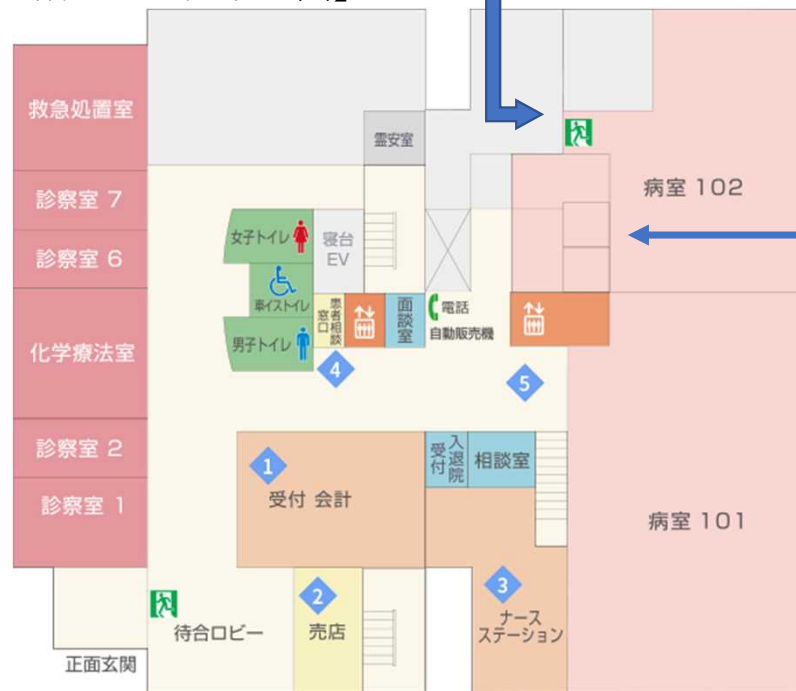 救急処置室
霊安室
診察室 7
病室 102
女子トイレ
寝台
EV
診察室 6
車イストイレ
患者相談
窓口
面談室
電話
自動販売機
男子トイレ
化学療法室
4
5
診察室 2
1
受付 会計
入退院
受付
相談室
診察室 1
病室 101
2
3
待合ロビー
売店
ナース
ステーション
正面玄関